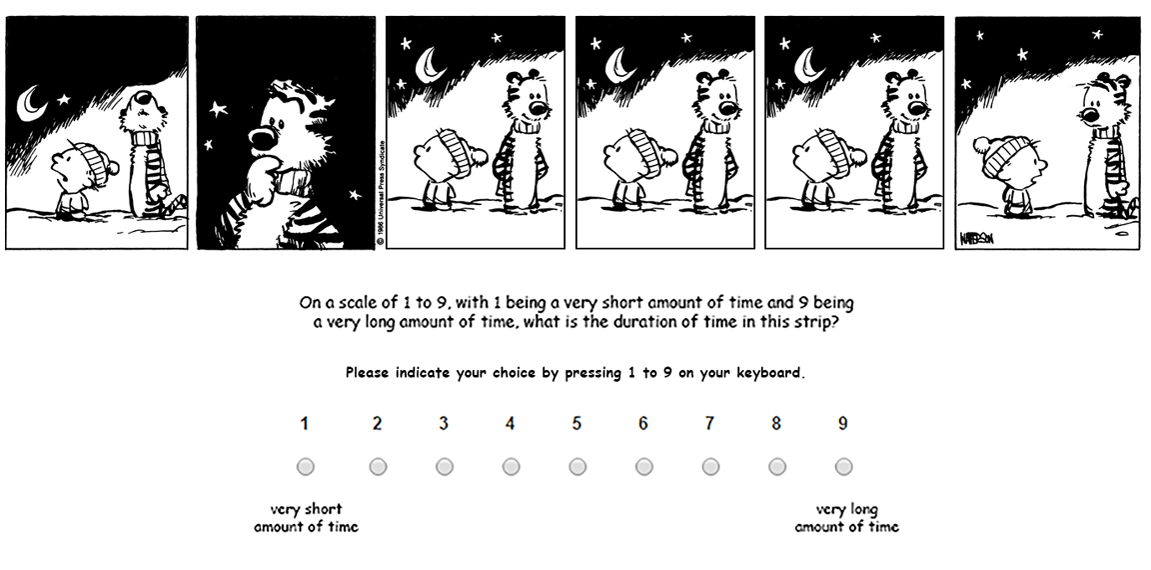 © 1986 Universal Press Syndicate
WATTERSON
On a scale of 1 to 9, with 1 being a very short amount of time and 9 being
a very long amount of time, what is the duration of time in this strip?
Please indicate your choice by pressing 1 to 9 on your keyboard.
1 2 3 4 5 6 7 8 9
very short very long
amount of time amount of time